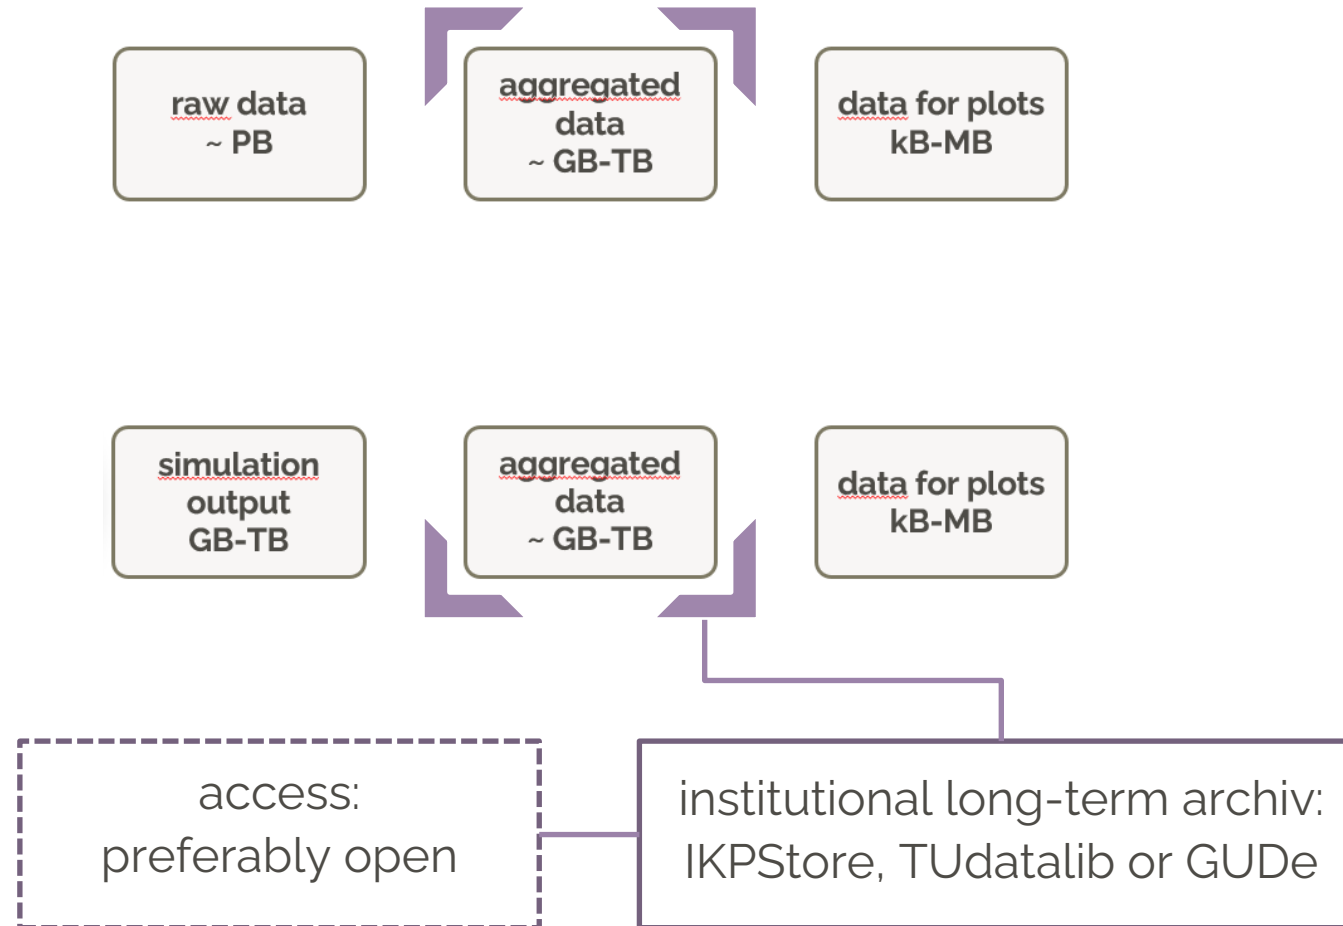 raw data
~ PB
aggregated
data
~ GB-TB
data for plots
kB-MB
simulation
output
GB-TB
aggregated
data
~ GB-TB
data for plots
kB-MB
access:
preferably open
institutional long-term archiv:
IKPStore, TUdatalib or GUDe